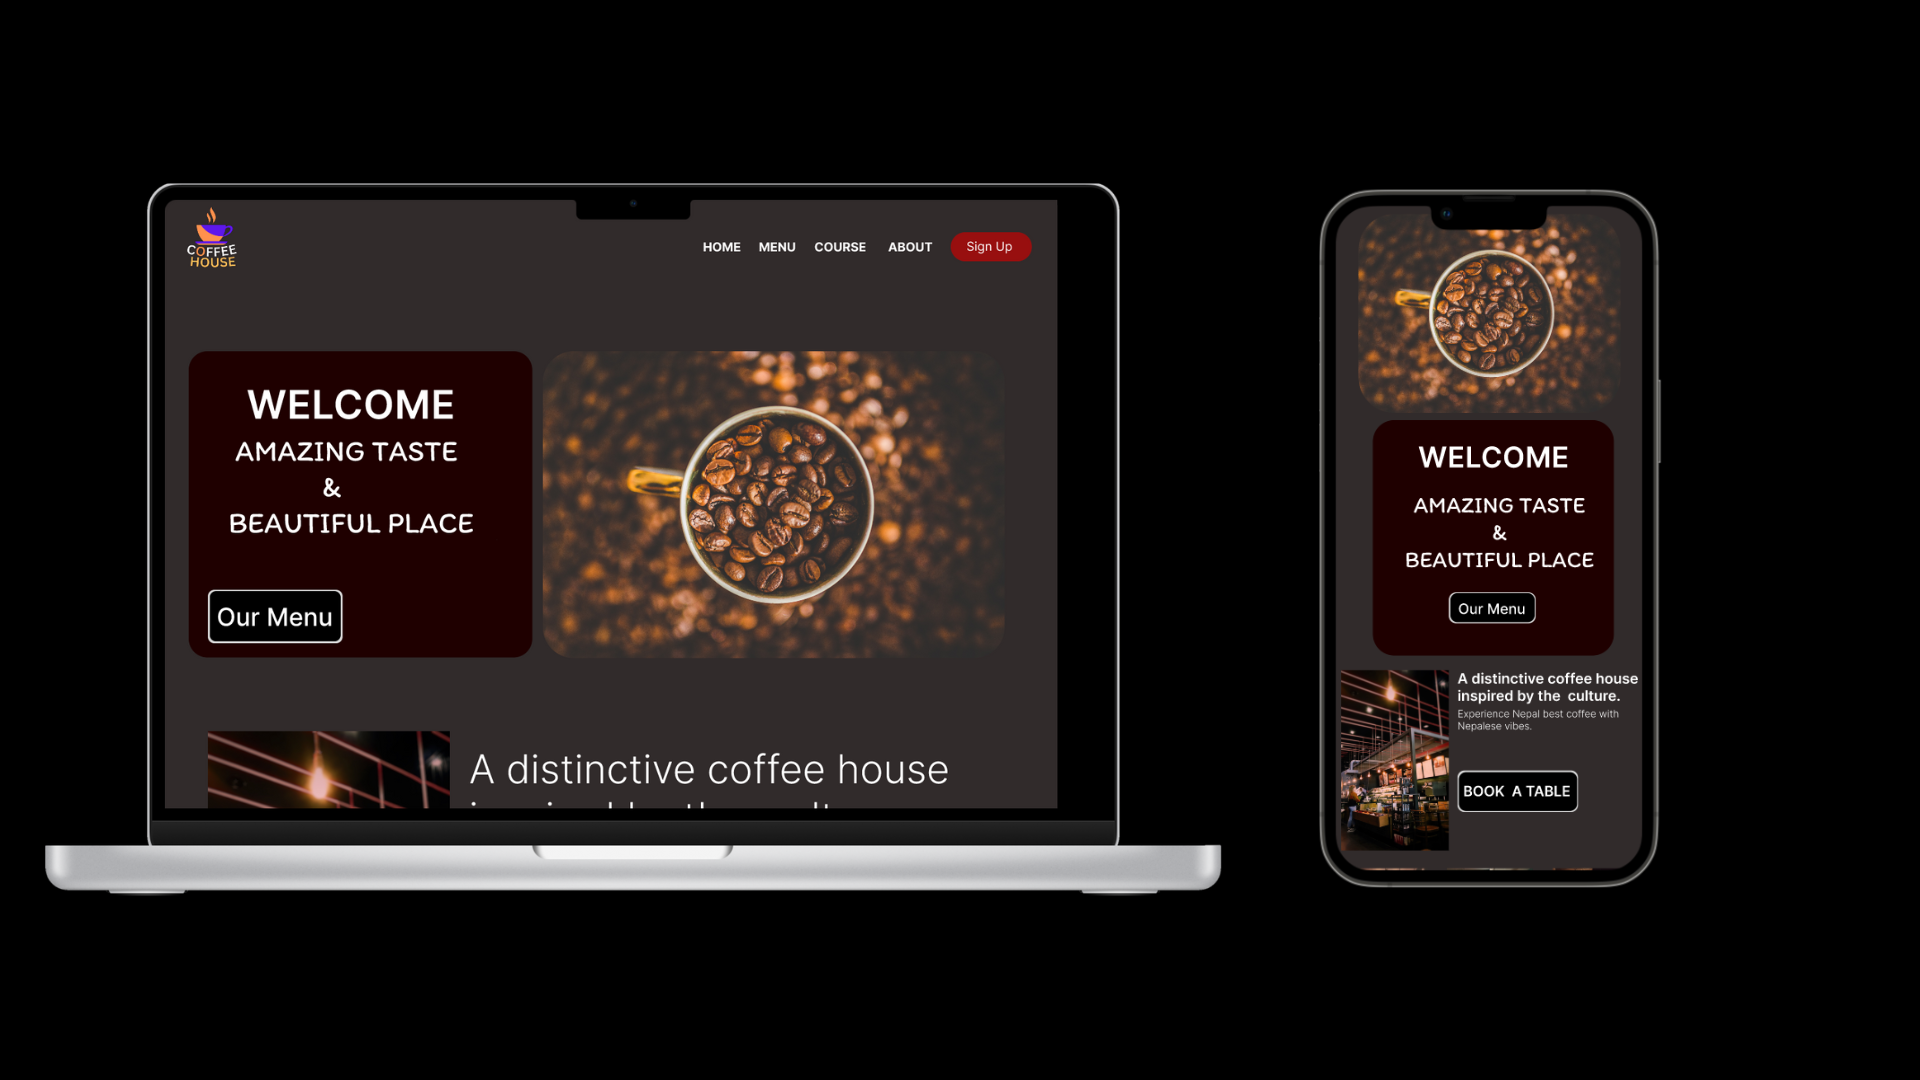 COFFEE
HOUSE
HOME MENU COURSE ABOUT Sign Up
WELCOME
AMAZING TASTE
&
BEAUTIFUL PLACE
Our Menu
A distinctive coffee house
WELCOME
AMAZING TASTE
&
BEAUTIFUL PLACE
Our Menu
A distinctive coffee house
inspired by the culture.
Experience Nepal best coffee with
Nepalese vibes.
BOOK A TABLE